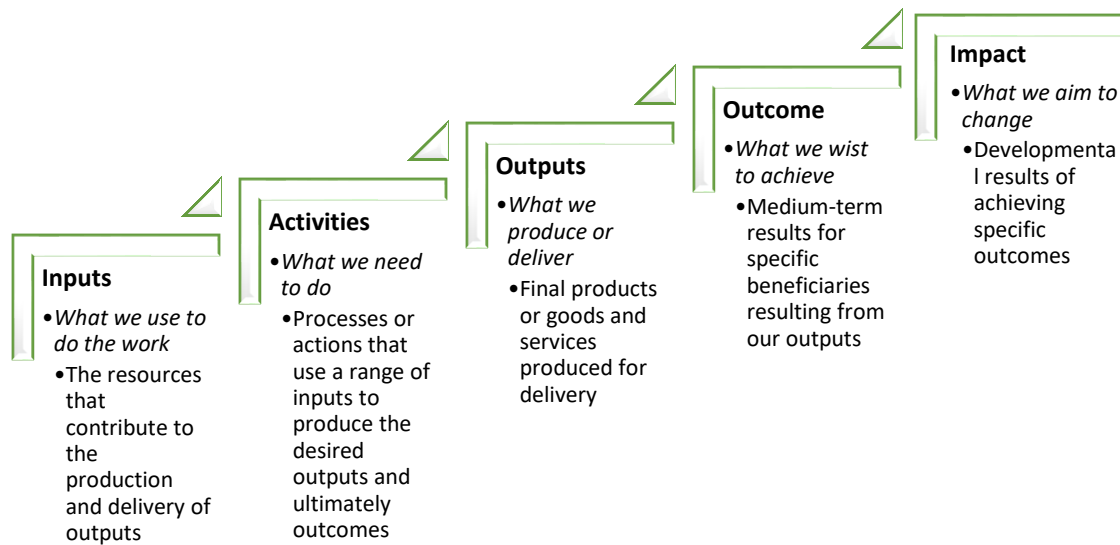 Inputs
•What we use to
do the work
•The resources
that
contribute to
the
production
and delivery of
outputs
Activities
•What we need
to do
•Processes or
actions that
use a range of
inputs to
produce the
desired
outputs and
ultimately
outcomes
Outputs
•What we
produce or
deliver
•Final products
or goods and
services
produced for
delivery
Outcome
•What we wist
to achieve
•Medium-term
results for
specific
beneficiaries
resulting from
our outputs
Impact
•What we aim to
change
•Developmenta
l results of
achieving
specific
outcomes